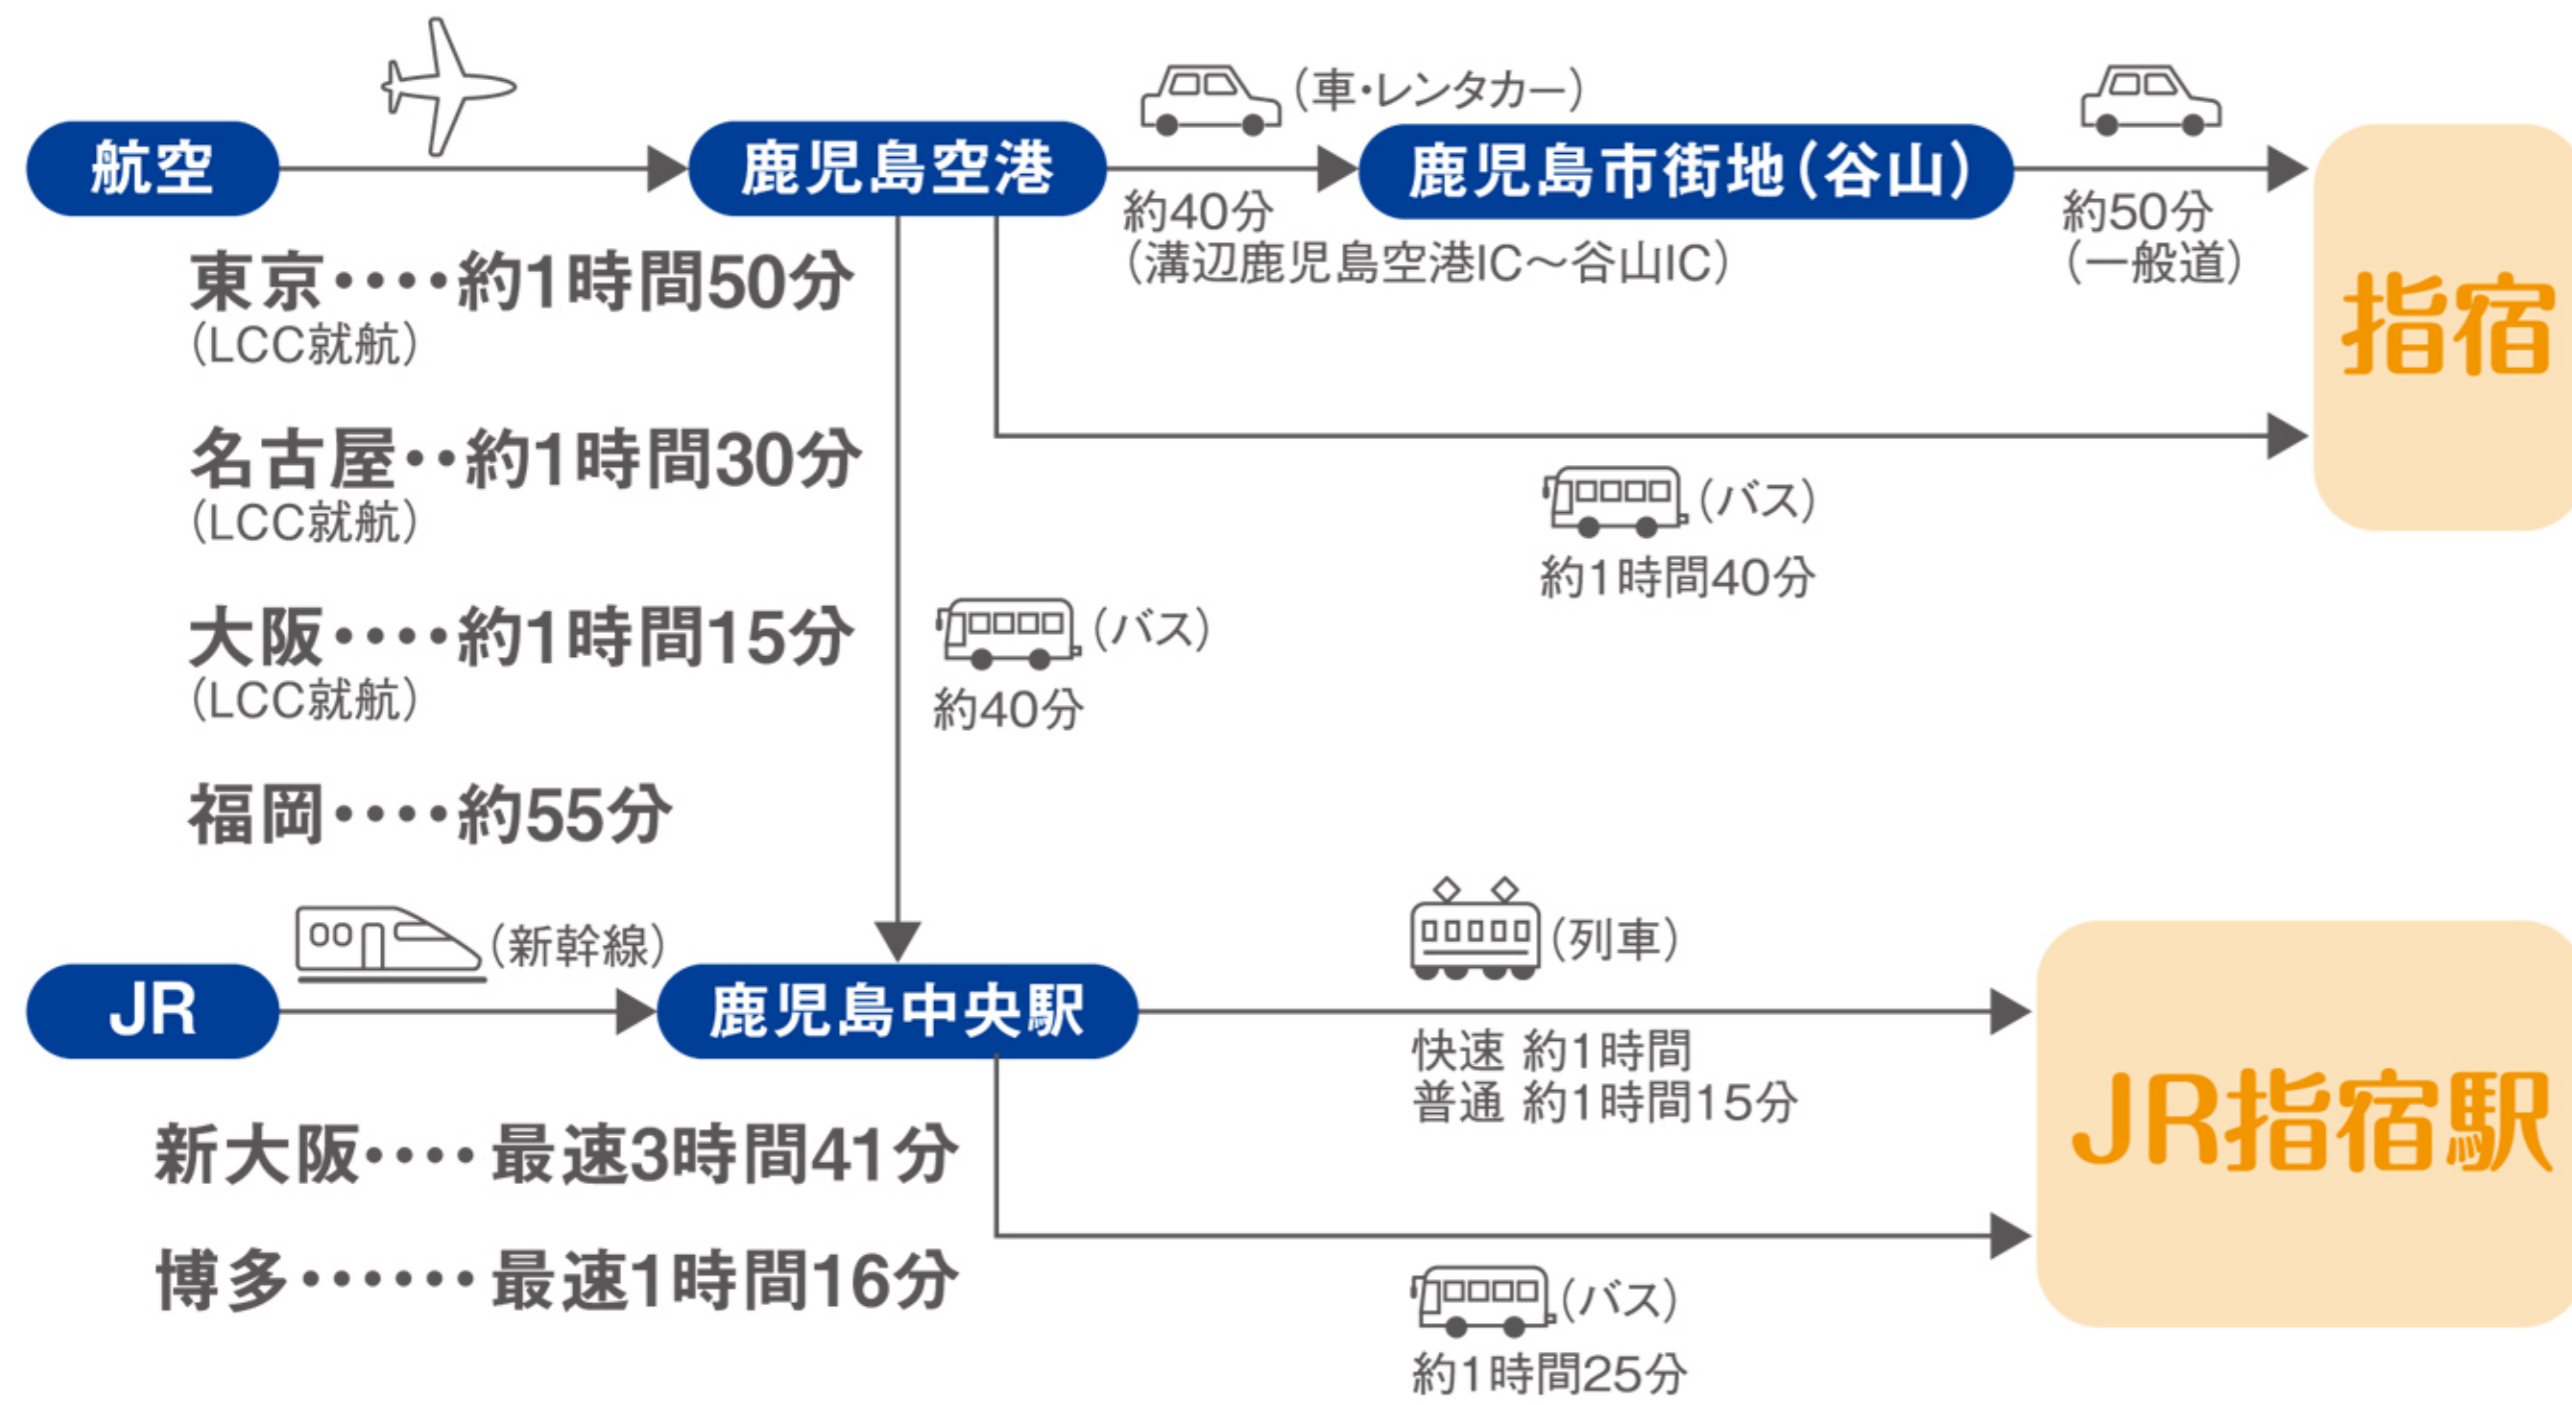 航空
鹿児島空港
(車・レンタカー)
約40分
(溝辺鹿児島空港IC〜谷山IC)
鹿児島市街地(谷山)
約50分
(一般道)
指宿
東京････約1時間50分
(LCC就航)
名古屋･･約1時間30分
(LCC就航)
大阪････約1時間15分
(LCC就航)
福岡････約55分
(バス)
約1時間40分
(バス)
約40分
JR
(新幹線)
鹿児島中央駅
(列車)
快速 約1時間
普通 約1時間15分
JR指宿駅
新大阪････最速3時間41分
博多･･････最速1時間16分
(バス)
約1時間25分